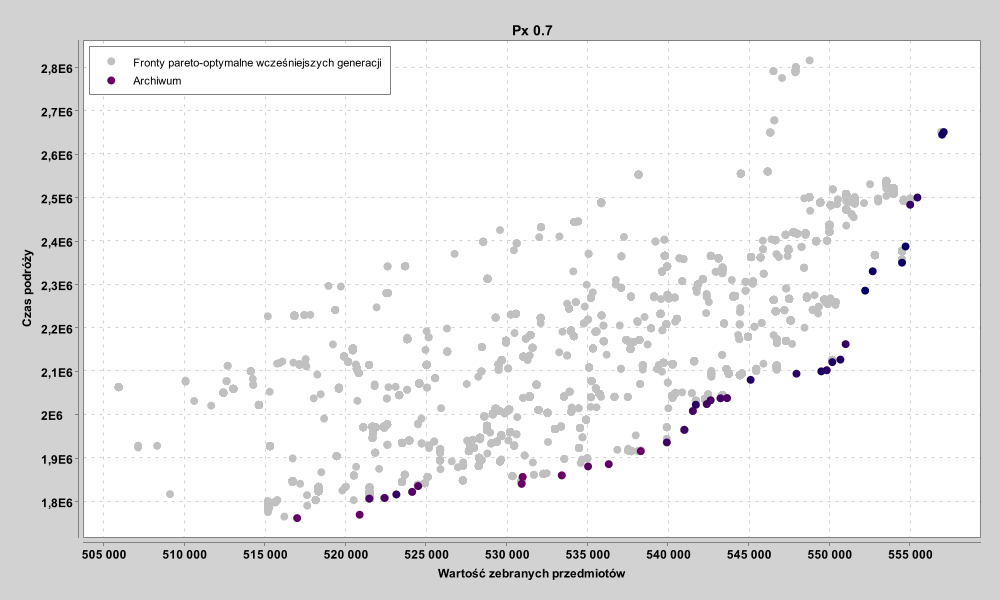 Px 0.7
Fronty pareto-optymalne wcześniejszych generacji
Archiwum
2,8E6
2,7E6
2,6E6
2,5E6
2,4E6
2,3E6
2,2E6
2,1E6
2E6
1,9E6
1,8E6
Czas podróży
505 000 510 000 515 000 520 000 525 000 530 000 535 000 540 000 545 000 550 000 555 000
Wartość zebranych przedmiotów